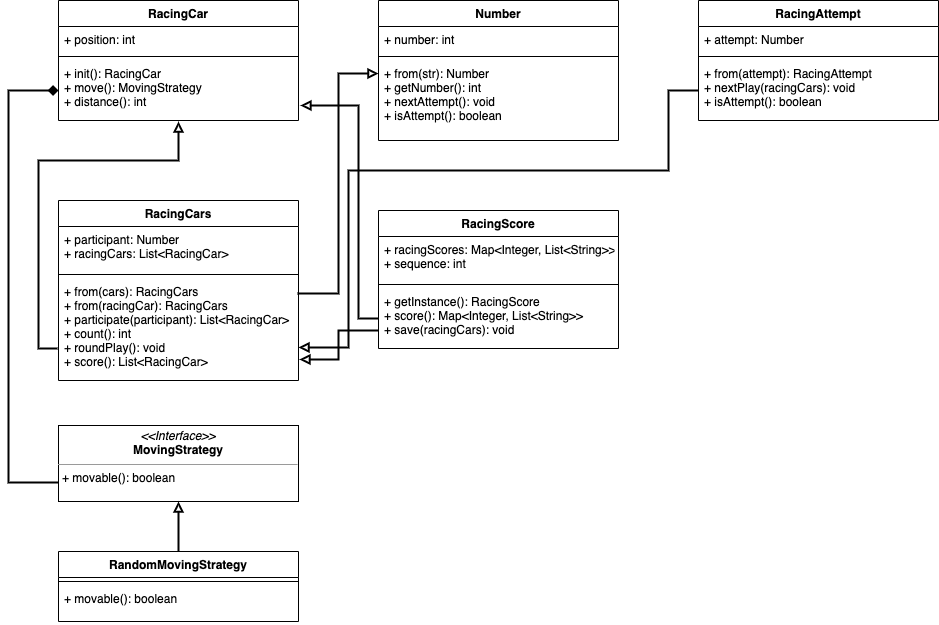 RacingCar
+ position: int
+ init(): RacingCar
+ move(): MovingStrategy
+ distance(): int
Number
+ number: int
+ from(str): Number
+ getNumber(): int
+ nextAttempt(): void
+ isAttempt(): boolean
RacingAttempt
+ attempt: Number
+ from(attempt): RacingAttempt
+ nextPlay(racingCars): void
+ isAttempt(): boolean
RacingCars
+ participant: Number
+ racingCars: List<RacingCar>
+ from(cars): RacingCars
+ from(racingCar): RacingCars
+ participate(participant): List<RacingCar>
+ count(): int
+ roundPlay(): void
+ score(): List<RacingCar>
RacingScore
+ racingScores: Map<Integer, List<String>>
+ sequence: int
+ getInstance(): RacingScore
+ score(): Map<Integer, List<String>>
+ save(racingCars): void
<<Interface>>
MovingStrategy
+ movable(): boolean
RandomMovingStrategy
+ movable(): boolean